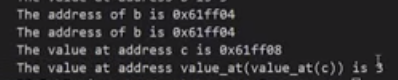 The address of b is 0x61ff04
The address of b is 0x61ff04
The value at address c is 0x61ff08
The value at address value_at(value_at(c)) is 3